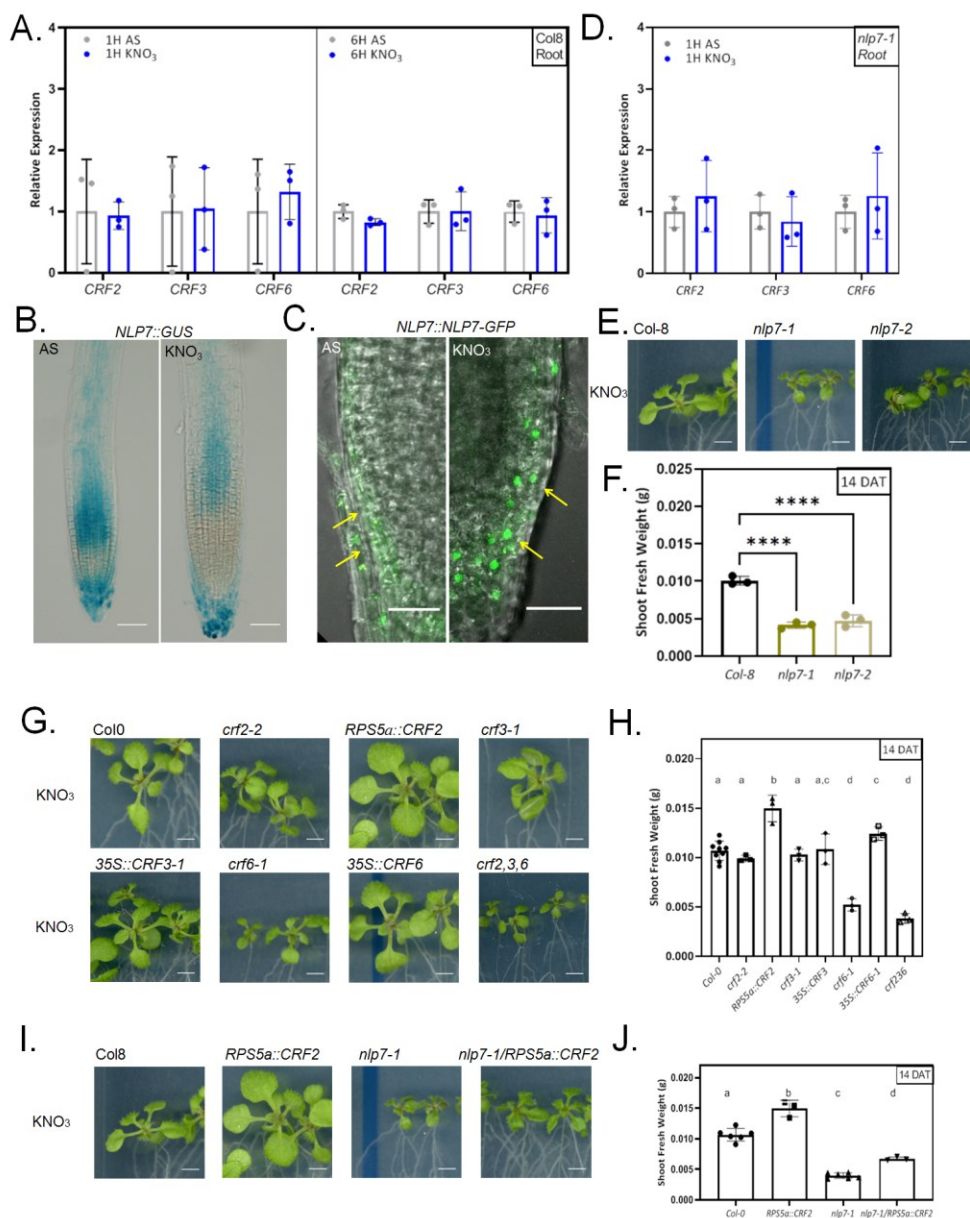 A.
1H AS
1H KNO₃
6H AS
6H KNO₃
Col8
Root
Relative Expression
4
3
2
1
0
CRF2
CRF3
CRF6
CRF2
CRF3
CRF6
D.
1H AS
1H KNO₃
nlp7-1
Root
Relative Expression
4
3
2
1
0
CRF2
CRF3
CRF6
B.
NLP7::GUS
AS
KNO₃
C.
NLP7::NLP7-GFP
AS
KNO₃
E.
Col-8
nlp7-1
nlp7-2
KNO₃
F.
14 DAT
Shoot Fresh Weight (g)
0.025
0.020
0.015
0.010
0.005
0.000
****
****
Col-8
nlp7-1
nlp7-2
G.
Col0
crf2-2
RPS5a::CRF2
crf3-1
KNO₃
35S::CRF3-1
crf6-1
35S::CRF6
crf2,3,6
KNO₃
H.
14 DAT
Shoot Fresh Weight (g)
0.020
0.015
0.010
0.005
0.000
a
a
b
a
a,c
d
c
d
Col-0
crf2-2
RPS5a::CRF2
crf3-1
35S::CRF3
crf6-1
35S::CRF6-1
crf236
I.
Col8
RPS5a::CRF2
nlp7-1
nlp7-1/RPS5a::CRF2
KNO₃
J.
14 DAT
Shoot Fresh Weight (g)
0.020
0.015
0.010
0.005
0.000
a
b
c
d
Col-0
RPS5a::CRF2
nlp7-1
nlp7-1/RPS5a::CRF2